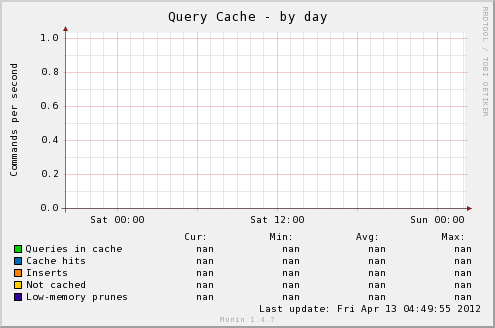 Query Cache - by day
RRDTOOL / TOBI OETIKER
Commands per second
1.0
0.8
0.6
0.4
0.2
0.0
Sat 00:00 Sat 12:00 Sun 00:00
Cur: Min: Avg: Max:
Queries in cache nan nan nan nan
Cache hits nan nan nan nan
Inserts nan nan nan nan
Not cached nan nan nan nan
Low-memory prunes nan nan nan nan
Last update: Fri Apr 13 04:49:55 2012
Munin 1.4.7